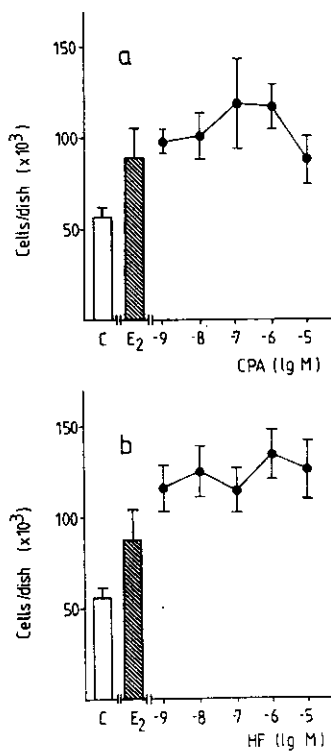 a
Cells/dish (x10³)
150
100
50
C E₂ -9 -8 -7 -6 -5
CPA (lg M)
b
Cells/dish (x10³)
150
100
50
C E₂ -9 -8 -7 -6 -5
HF (lg M)